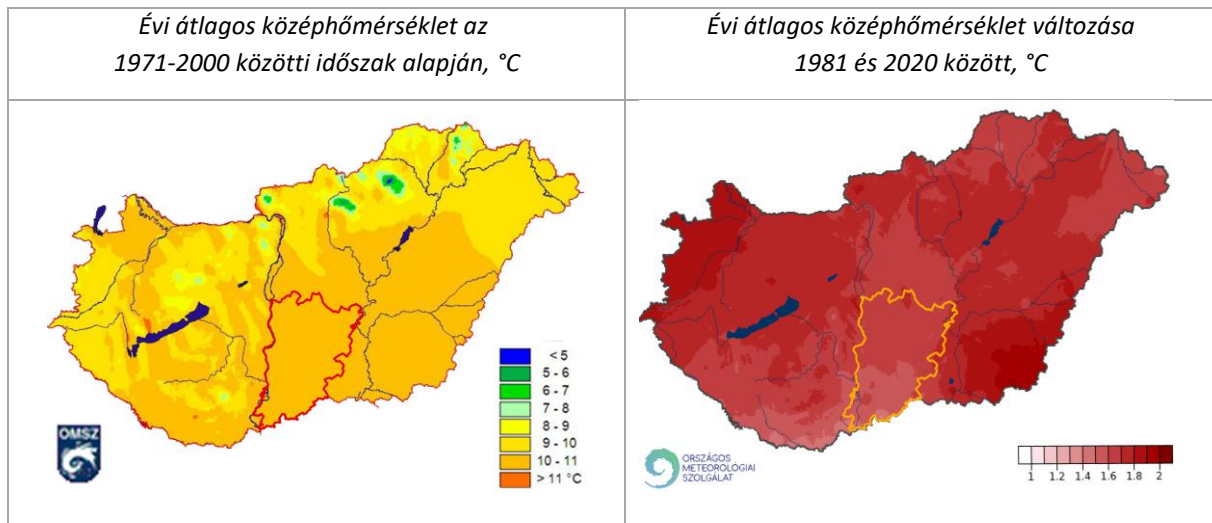 Évi átlagos középhőmérséklet az
1971-2000 közötti időszak alapján, °C
Évi átlagos középhőmérséklet változása
1981 és 2020 között, °C
< 5
5 - 6
6 - 7
7 - 8
8 - 9
9 - 10
10 - 11
> 11 °C
OMSZ
ORSZÁGOS
METEOROLÓGIAI
SZOLGÁLAT
1 1.2 1.4 1.6 1.8 2